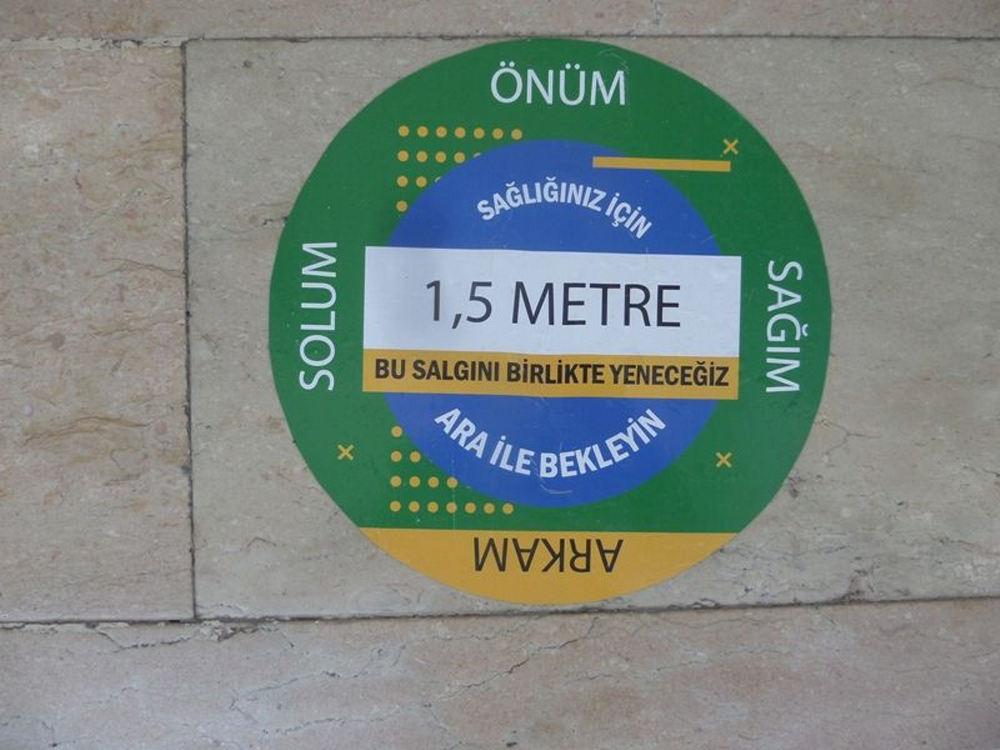 ÖNÜM
SAĞLIĞINIZ İÇİN
SOLUM
1,5 METRE
SAĞIM
BU SALGINI BİRLİKTE YENECEĞİZ
ARA İLE BEKLEYİN
ARKAM